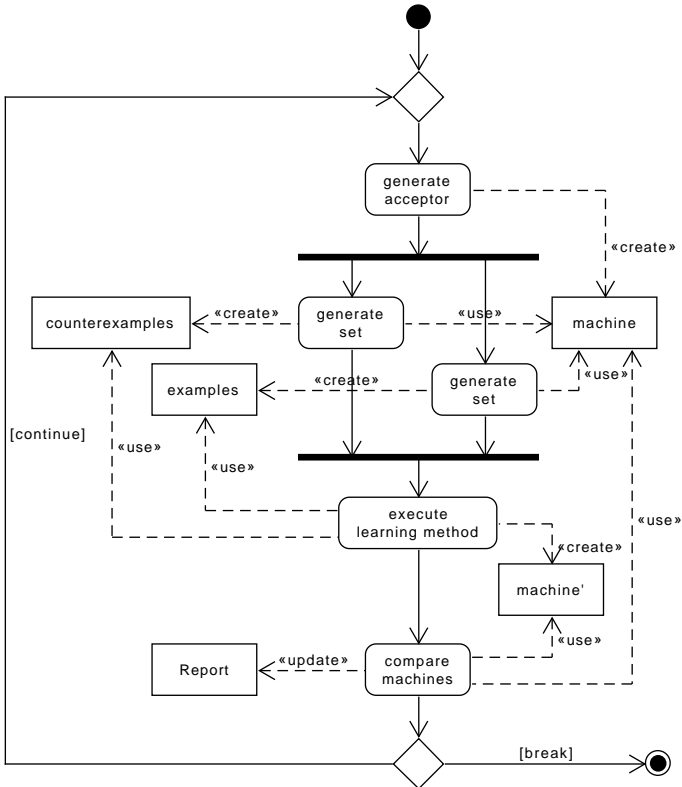 generate
acceptor
«create»
counterexamples
«create»
generate
set
«use»
machine
examples
«create»
generate
set
«use»
[continue]
«use»
«use»
execute
learning method
«use»
«create»
machine'
«use»
Report
«update»
compare
machines
[break]